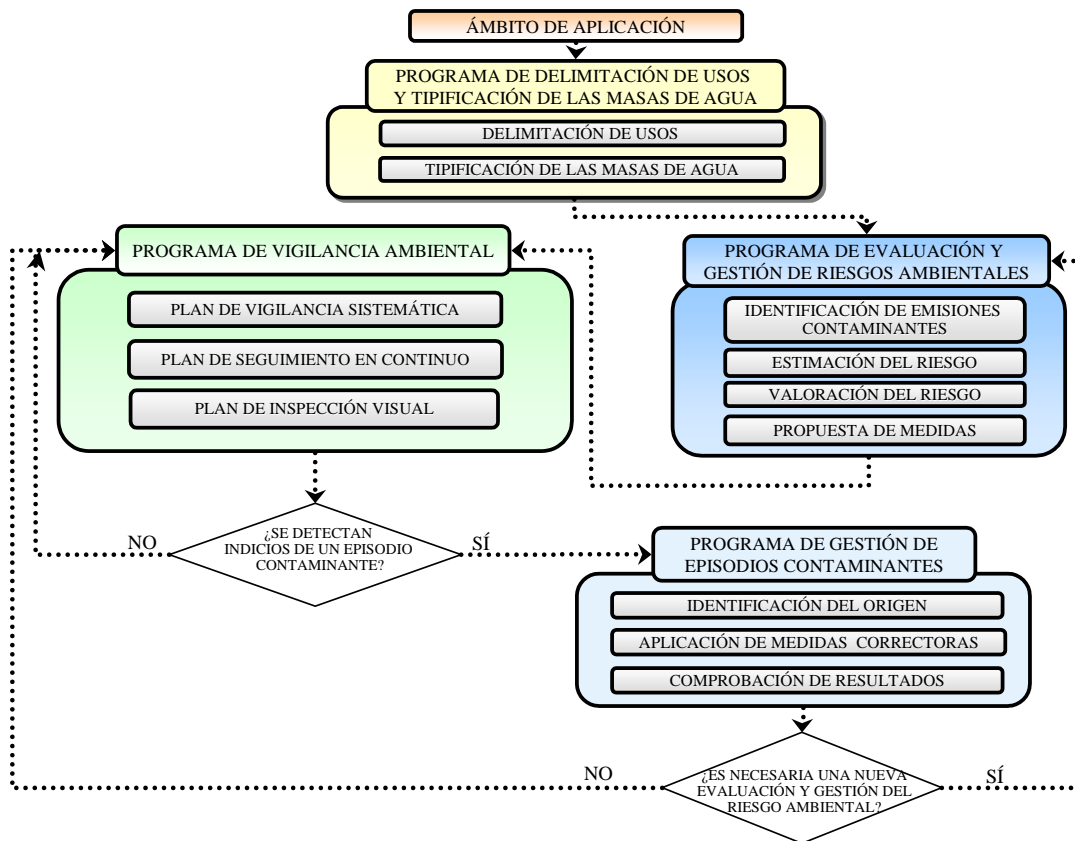 ÁMBITO DE APLICACIÓN
PROGRAMA DE DELIMITACIÓN DE USOS
Y TIPIFICACIÓN DE LAS MASAS DE AGUA
DELIMITACIÓN DE USOS
TIPIFICACIÓN DE LAS MASAS DE AGUA
PROGRAMA DE VIGILANCIA AMBIENTAL
PLAN DE VIGILANCIA SISTEMÁTICA
PLAN DE SEGUIMIENTO EN CONTINUO
PLAN DE INSPECCIÓN VISUAL
PROGRAMA DE EVALUACIÓN Y
GESTIÓN DE RIESGOS AMBIENTALES
IDENTIFICACIÓN DE EMISIONES
CONTAMINANTES
ESTIMACIÓN DEL RIESGO
VALORACIÓN DEL RIESGO
PROPUESTA DE MEDIDAS
NO
¿SE DETECTAN
INDICIOS DE UN EPISODIO
CONTAMINANTE?
SÍ
PROGRAMA DE GESTIÓN DE
EPISODIOS CONTAMINANTES
IDENTIFICACIÓN DEL ORIGEN
APLICACIÓN DE MEDIDAS CORRECTORAS
COMPROBACIÓN DE RESULTADOS
NO
¿ES NECESARIA UNA NUEVA
EVALUACIÓN Y GESTIÓN DEL
RIESGO AMBIENTAL?
SÍ